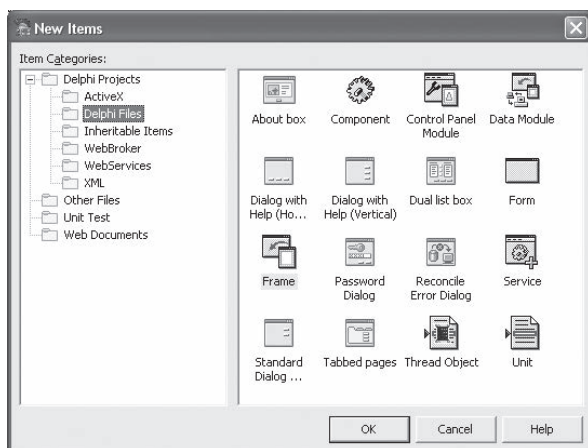 New Items
Item Categories:
Delphi Projects
ActiveX
Delphi Files
Inheritable Items
WebBroker
WebServices
XML
Other Files
Unit Test
Web Documents
About box
Component
Control Panel
Module
Data Module
Dialog with
Help (Ho...
Dialog with
Help (Vertical)
Dual list box
Form
Frame
Password
Dialog
Reconcile
Error Dialog
Service
Standard
Dialog ...
Tabbed pages
Thread Object
Unit
OK
Cancel
Help